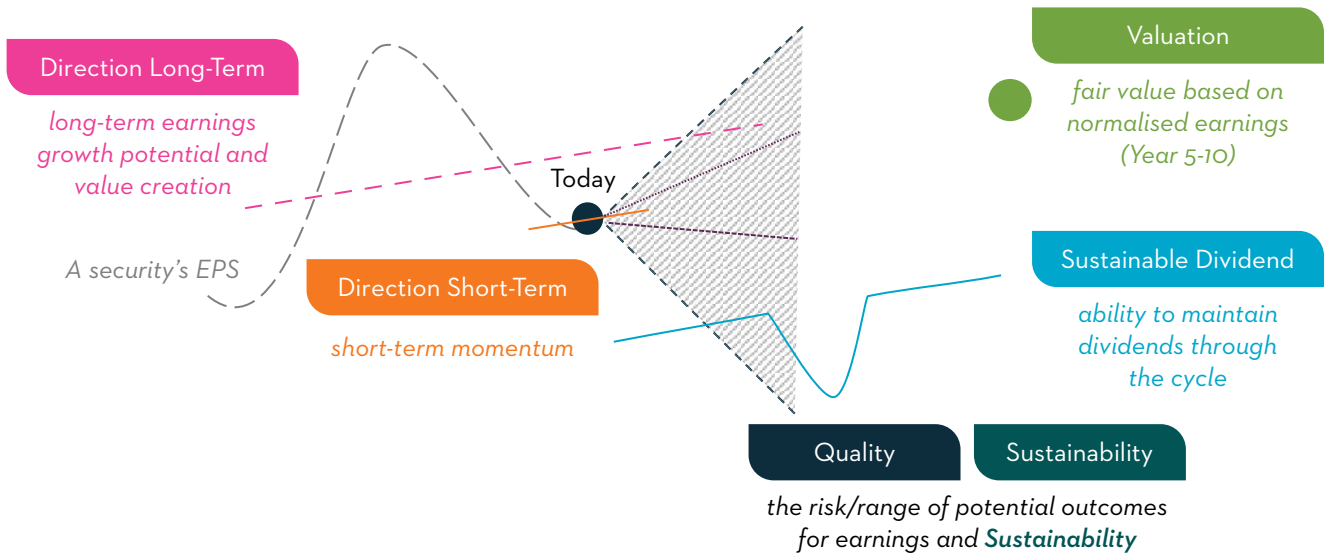 Direction Long-Term
long-term earnings
growth potential and
value creation
A security's EPS
Today
Direction Short-Term
short-term momentum
Valuation
fair value based on
normalised earnings
(Year 5-10)
Sustainable Dividend
ability to maintain
dividends through
the cycle
Quality
Sustainability
the risk/range of potential outcomes
for earnings and Sustainability